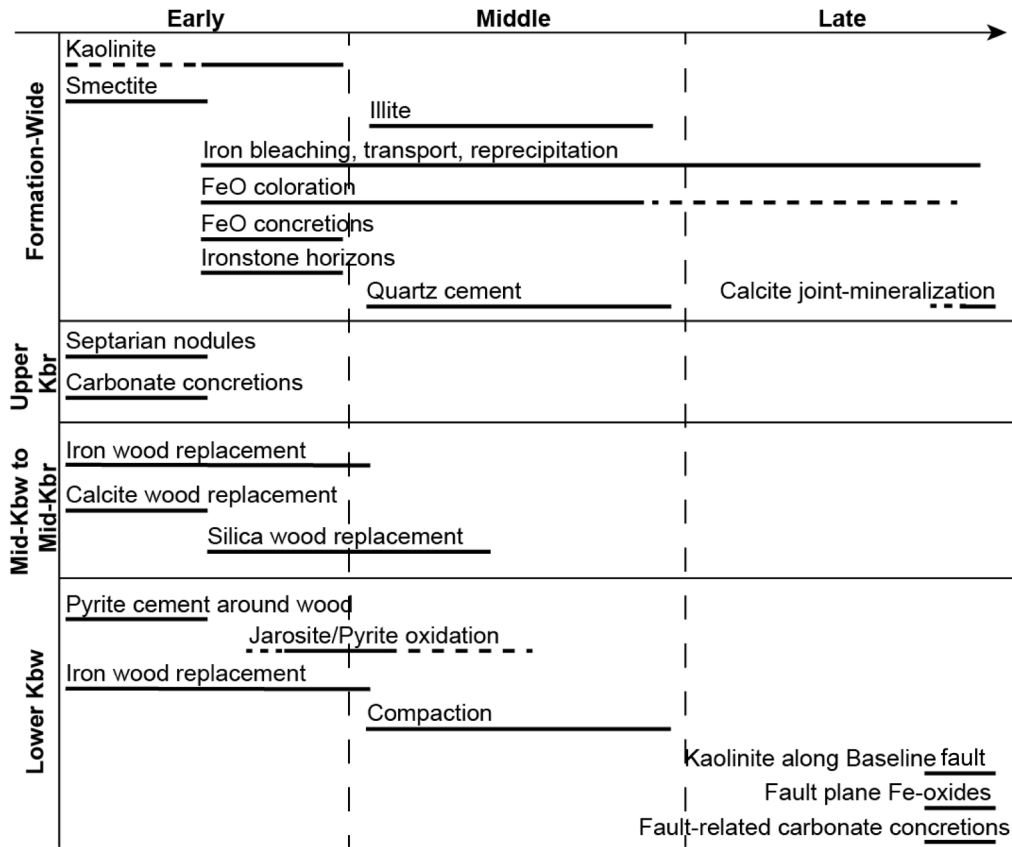 Early Middle Late
Formation-Wide
Kaolinite
Smectite
Illite
Iron bleaching, transport, reprecipitation
FeO coloration
FeO concretions
Ironstone horizons
Quartz cement
Calcite joint-mineralization
Upper
Kbr
Septarian nodules
Carbonate concretions
Mid-Kbw to
Mid-Kbr
Iron wood replacement
Calcite wood replacement
Silica wood replacement
Lower Kbw
Pyrite cement around wood
Jarosite/Pyrite oxidation
Iron wood replacement
Compaction
Kaolinite along Baseline fault
Fault plane Fe-oxides
Fault-related carbonate concretions